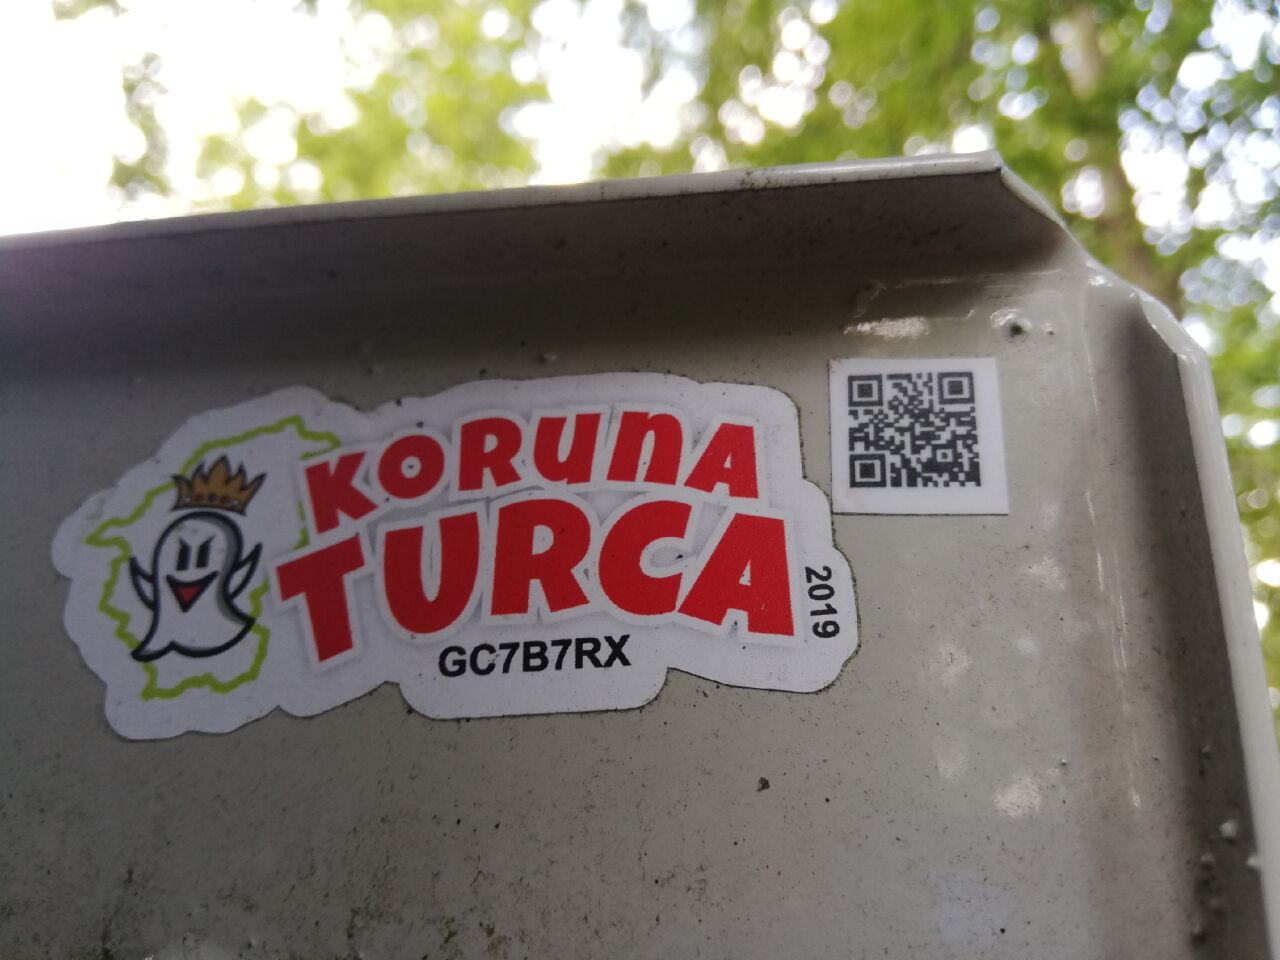 KORUNA
TURCA
2019
GC7B7RX